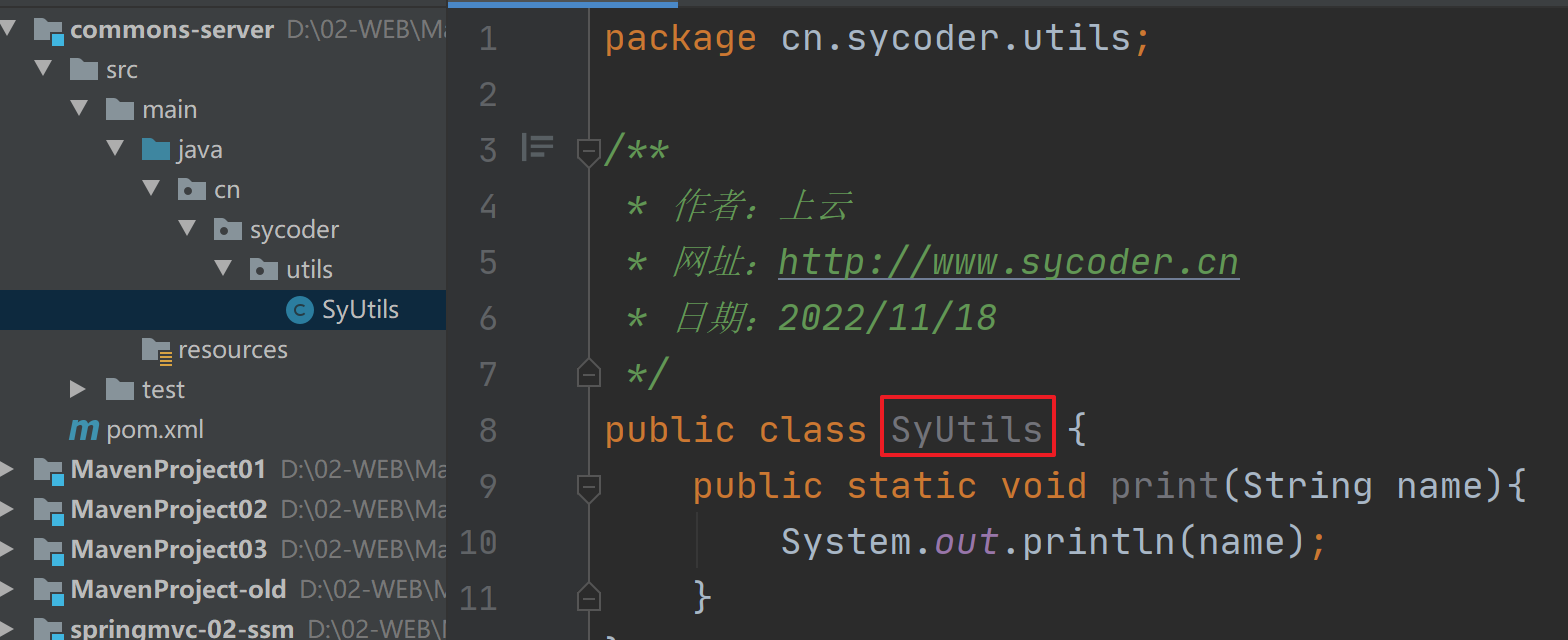 commons-server D:\02-WEB\Ma
src
main
java
cn
sycoder
utils
SyUtils
resources
test
pom.xml
MavenProject01 D:\02-WEB\Ma
MavenProject02 D:\02-WEB\Ma
MavenProject03 D:\02-WEB\Ma
MavenProject-old D:\02-WEB\M
springmvc-02-ssm D:\02-WEB\
1 package cn.sycoder.utils;
2
3 /**
4 * 作者：上云
5 * 网址：http://www.sycoder.cn
6 * 日期：2022/11/18
7 */
8 public class SyUtils {
9 public static void print(String name){
10 System.out.println(name);
11 }